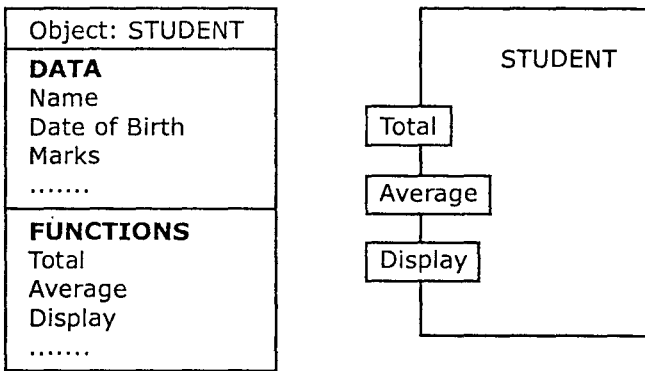 Object: STUDENT
DATA
Name
Date of Birth
Marks
.......
FUNCTIONS
Total
Average
Display
.......
STUDENT
Total
Average
Display